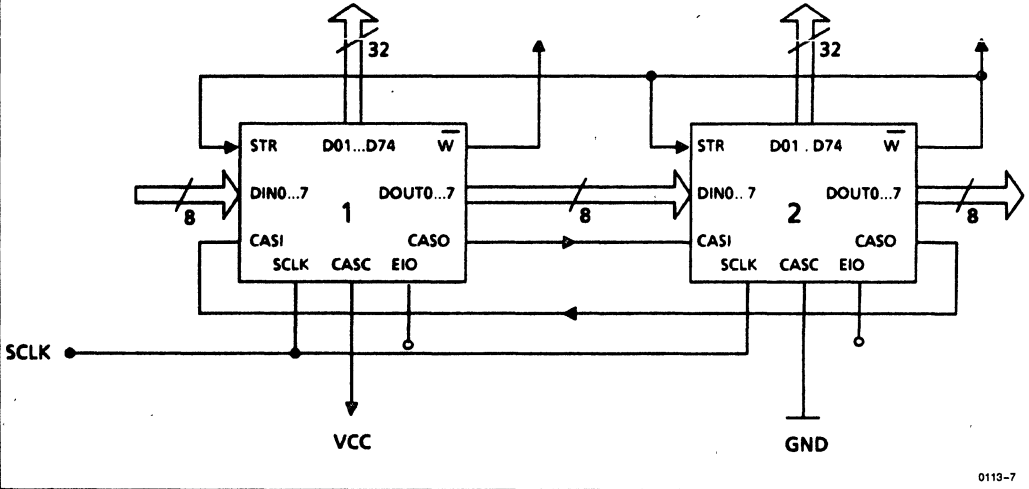 32
32
STR D01...D74 W̅
STR D01 . D74 W̅
DIN0...7 DOUT0...7
DIN0.. 7 DOUT0...7
8
1
8
2
8
CASI CASO
CASI CASO
SCLK CASC EIO
SCLK CASC EIO
SCLK
VCC
GND
0113-7